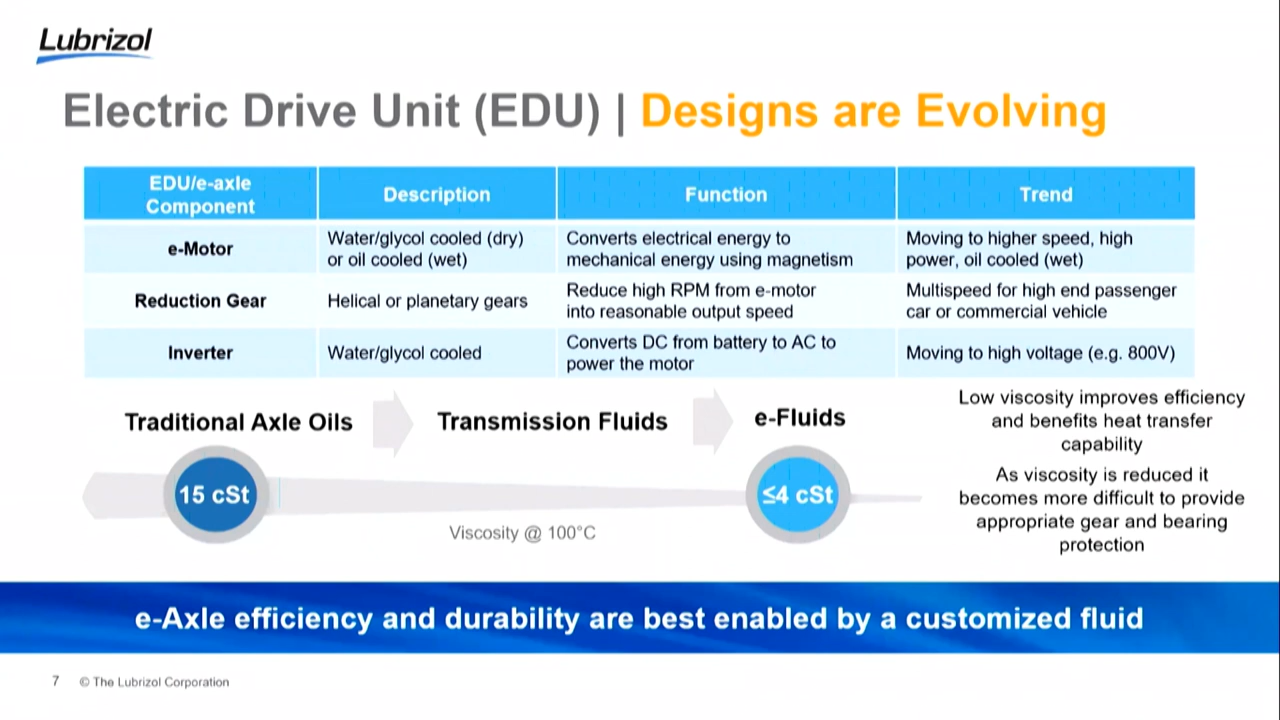 Lubrizol
Electric Drive Unit (EDU) | Designs are Evolving
EDU/e-axle
Component
Description
Function
Trend
e-Motor
Water/glycol cooled (dry)
or oil cooled (wet)
Converts electrical energy to
mechanical energy using magnetism
Moving to higher speed, high
power, oil cooled (wet)
Reduction Gear
Helical or planetary gears
Reduce high RPM from e-motor
into reasonable output speed
Multispeed for high end passenger
car or commercial vehicle
Inverter
Water/glycol cooled
Converts DC from battery to AC to
power the motor
Moving to high voltage (e.g. 800V)
Traditional Axle Oils
Transmission Fluids
e-Fluids
15 cSt
≤4 cSt
Viscosity @ 100°C
Low viscosity improves efficiency
and benefits heat transfer
capability
As viscosity is reduced it
becomes more difficult to provide
appropriate gear and bearing
protection
e-Axle efficiency and durability are best enabled by a customized fluid
7 © The Lubrizol Corporation